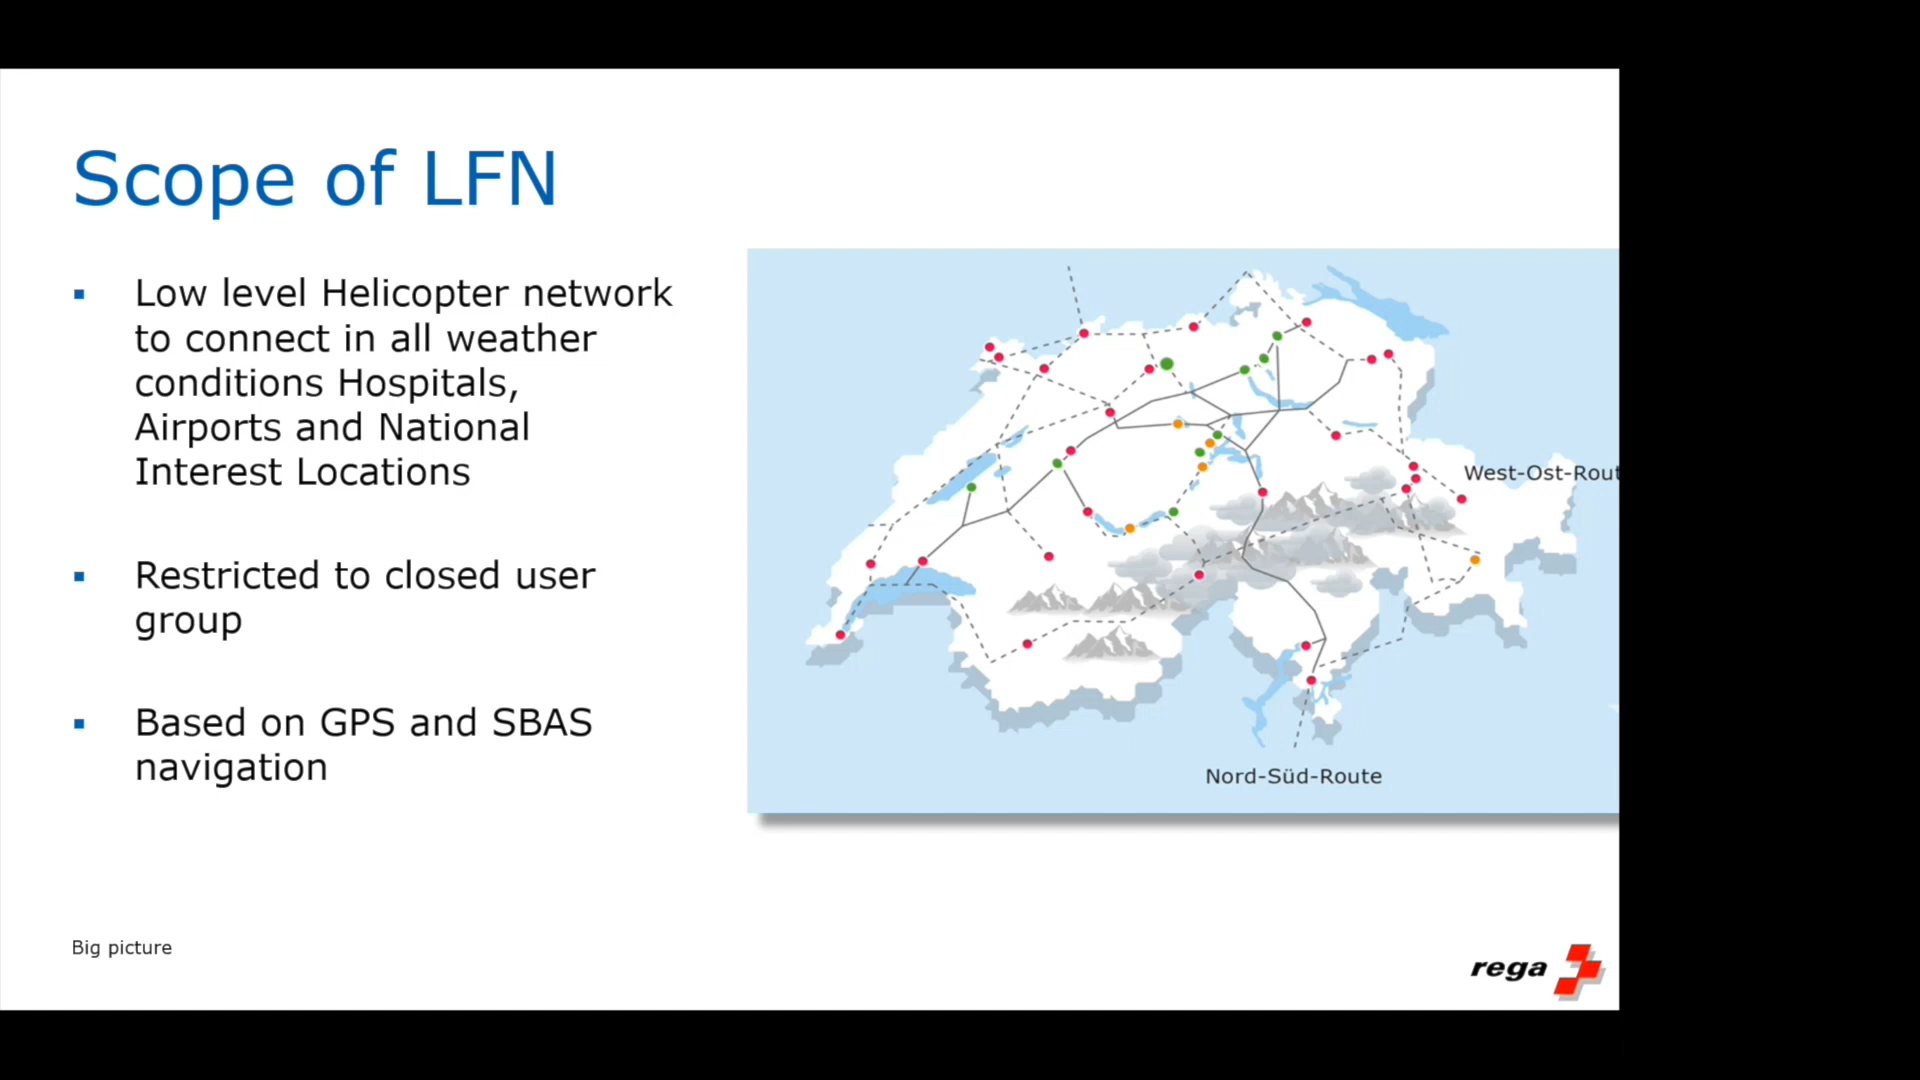 Scope of LFN
▪ Low level Helicopter network
to connect in all weather
conditions Hospitals,
Airports and National
Interest Locations
▪ Restricted to closed user
group
▪ Based on GPS and SBAS
navigation
West-Ost-Rout
Nord-Süd-Route
Big picture
rega